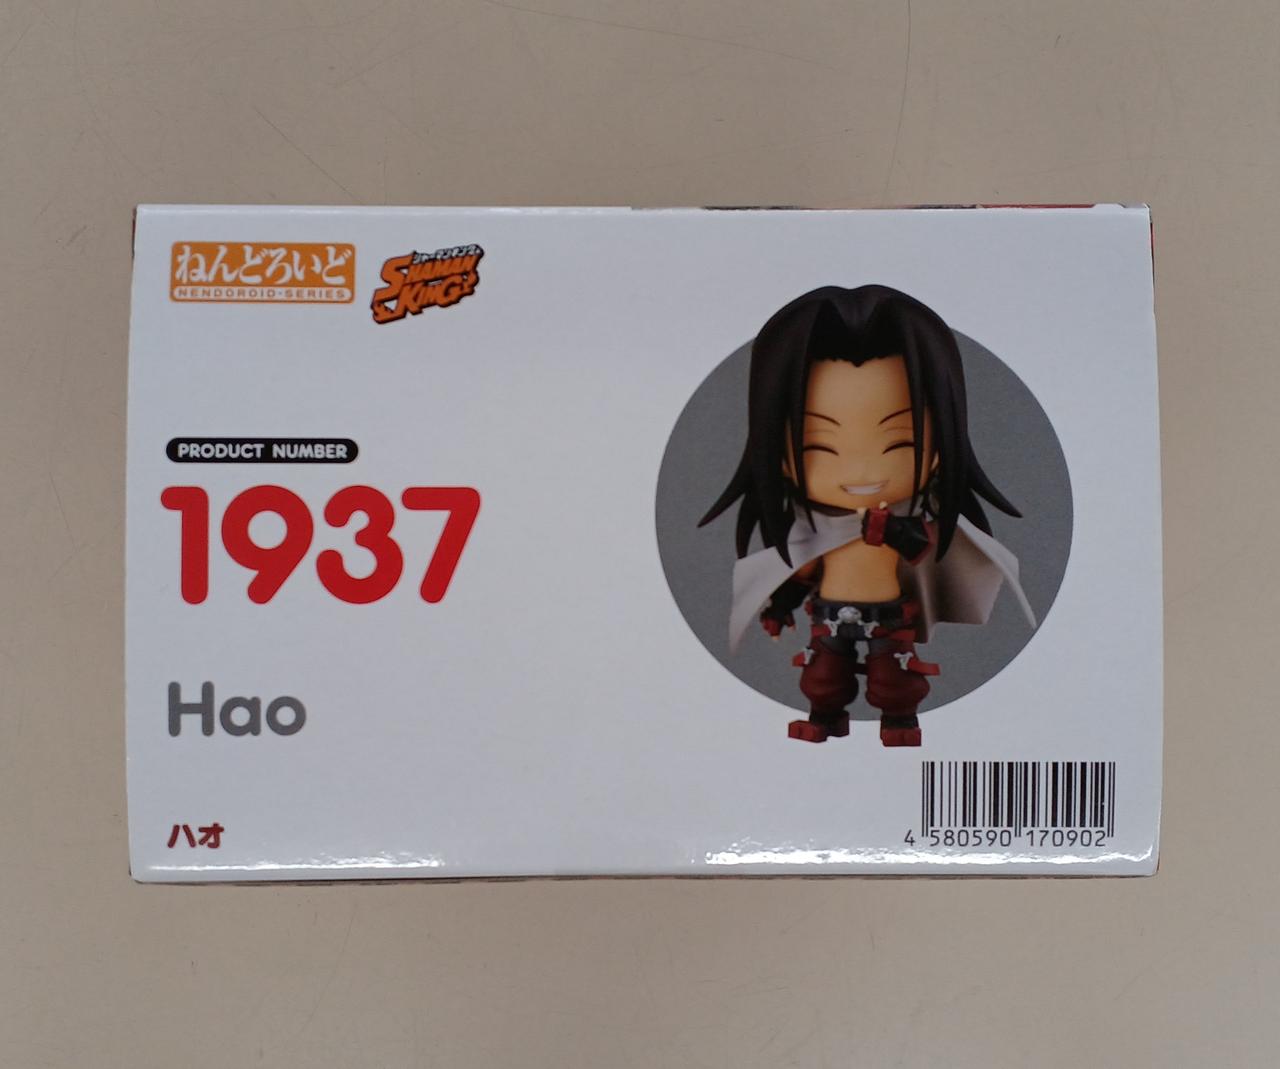 ねんどろいど
NENDOROID-SERIES
シャーマンキング
SHAMAN
KING
PRODUCT NUMBER
1937
Hao
ハオ
4 580590 170902